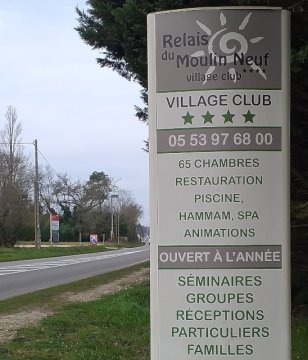 Relais
du
Moulin Neuf
village club****
VILLAGE CLUB
★ ★ ★ ★
05 53 97 68 00
65 CHAMBRES
RESTAURATION
PISCINE,
HAMMAM, SPA
ANIMATIONS
OUVERT À L'ANNÉE
SÉMINAIRES
GROUPES
RÉCEPTIONS
PARTICULIERS
FAMILLES